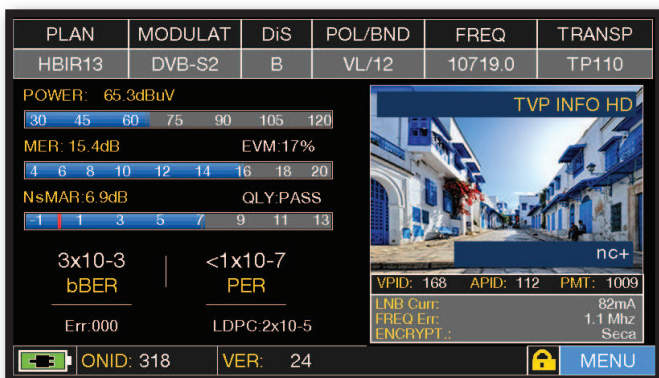 PLAN MODULAT DiS POL/BND FREQ TRANSP
HBIR13 DVB-S2 B VL/12 10719.0 TP110
POWER: 65.3dBuV
30 45 60 75 90 105 120
MER: 15.4dB EVM:17%
4 6 8 10 12 14 16 18 20
NsMAR:6.9dB QLY:PASS
-1 1 3 5 7 9 11 13
3x10-3 <1x10-7
bBER PER
Err:000 LDPC:2x10-5
TVP INFO HD
nc+
VPID: 168 APID: 112 PMT: 1009
LNB Curr: 82mA
FREQ Err: 1.1 Mhz
ENCRYPT.: Seca
ONID: 318 VER: 24 MENU